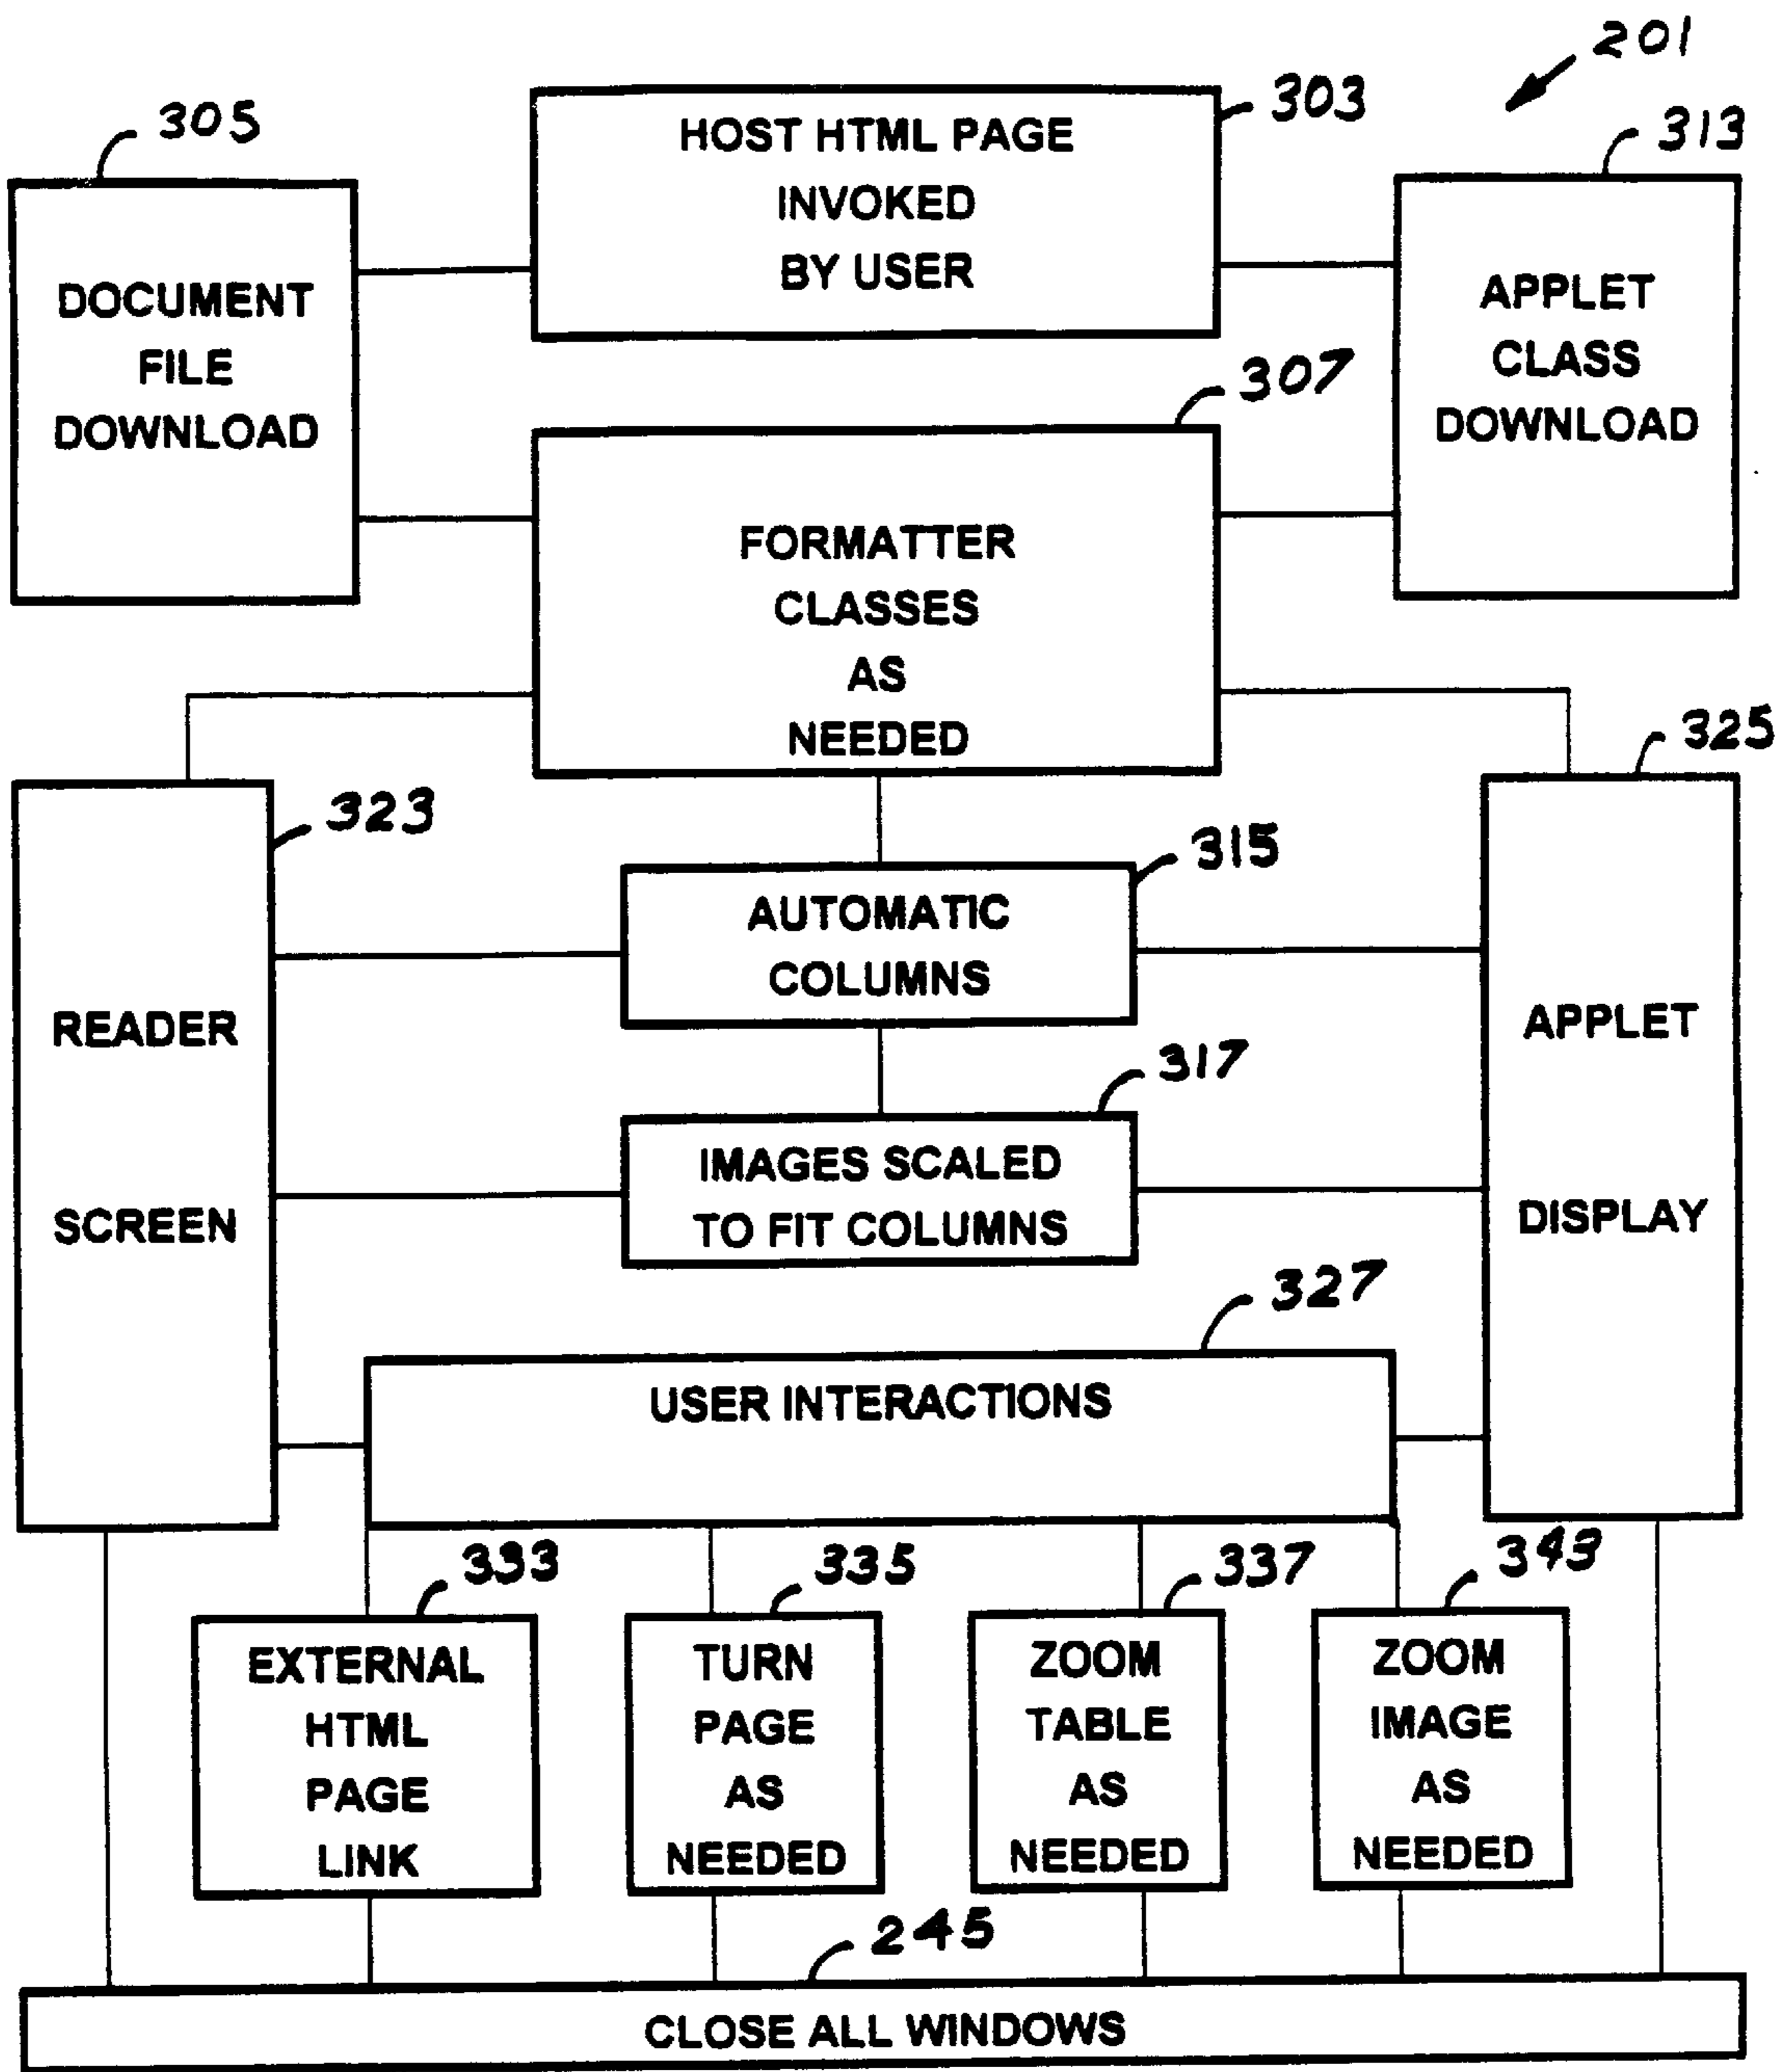 201
305
303
313
HOST HTML PAGE
INVOKED
BY USER
DOCUMENT
FILE
DOWNLOAD
APPLET
CLASS
DOWNLOAD
307
FORMATTER
CLASSES
AS
NEEDED
323
325
315
AUTOMATIC
COLUMNS
READER
SCREEN
APPLET
DISPLAY
317
IMAGES SCALED
TO FIT COLUMNS
327
USER INTERACTIONS
333
335
337
343
EXTERNAL
HTML
PAGE
LINK
TURN
PAGE
AS
NEEDED
ZOOM
TABLE
AS
NEEDED
ZOOM
IMAGE
AS
NEEDED
245
CLOSE ALL WINDOWS